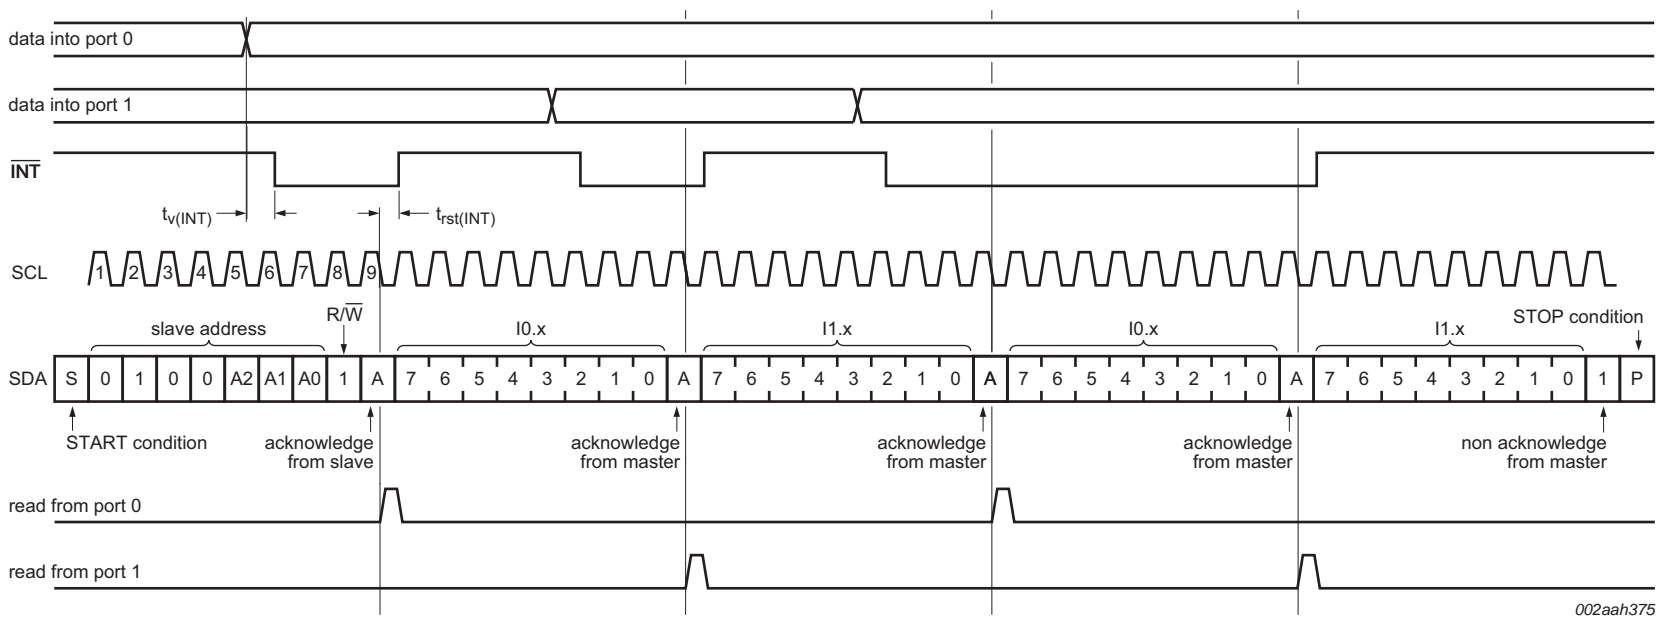 data into port 0
data into port 1
INT
tv(INT)
trst(INT)
SCL
1 2 3 4 5 6 7 8 9
R/W
STOP condition
slave address I0.x I1.x I0.x I1.x
SDA S 0 1 0 0 A2 A1 A0 1 A 7 6 5 4 3 2 1 0 A 7 6 5 4 3 2 1 0 A 7 6 5 4 3 2 1 0 A 7 6 5 4 3 2 1 0 1 P
START condition
acknowledge
from slave
acknowledge
from master
acknowledge
from master
acknowledge
from master
non acknowledge
from master
read from port 0
read from port 1
002aah375